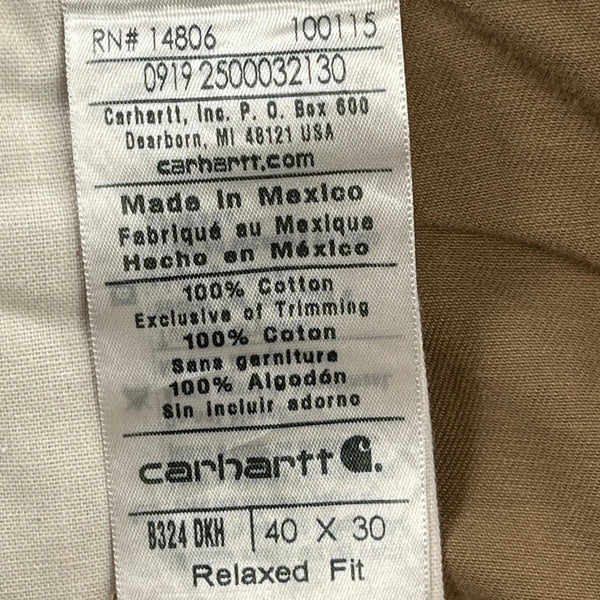 RN# 14806 100115
0919 2500032130
Carhartt, Inc. P. O. Box 600
Dearborn, MI 48121 USA
carhartt.com
Made in Mexico
Fabriqué au Mexique
Hecho en México
100% Cotton
Exclusive of Trimming
100% Coton
Sans garniture
100% Algodón
Sin incluir adorno
carhartt
B324 DKH 40 X 30
Relaxed Fit